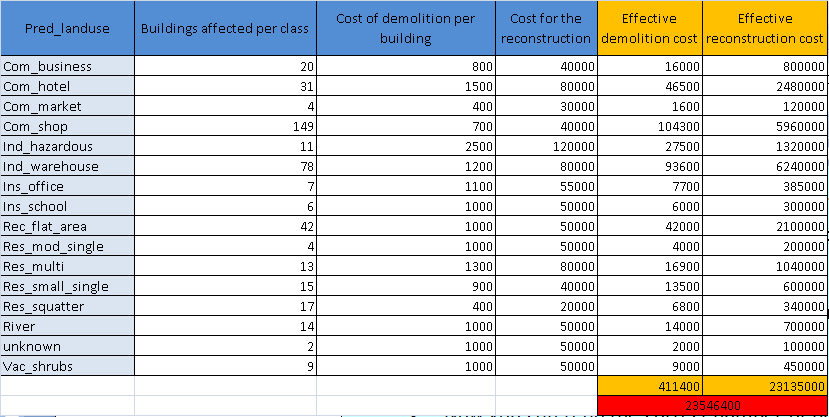 Pred_landuse Buildings affected per class Cost of demolition per building Cost for the reconstruction Effective demolition cost Effective reconstruction cost
Com_business 20 800 40000 16000 800000
Com_hotel 31 1500 80000 46500 2480000
Com_market 4 400 30000 1600 120000
Com_shop 149 700 40000 104300 5960000
Ind_hazardous 11 2500 120000 27500 1320000
Ind_warehouse 78 1200 80000 93600 6240000
Ins_office 7 1100 55000 7700 385000
Ins_school 6 1000 50000 6000 300000
Rec_flat_area 42 1000 50000 42000 2100000
Res_mod_single 4 1000 50000 4000 200000
Res_multi 13 1300 80000 16900 1040000
Res_small_single 15 900 40000 13500 600000
Res_squatter 17 400 20000 6800 340000
River 14 1000 50000 14000 700000
unknown 2 1000 50000 2000 100000
Vac_shrubs 9 1000 50000 9000 450000
411400 23135000
23546400